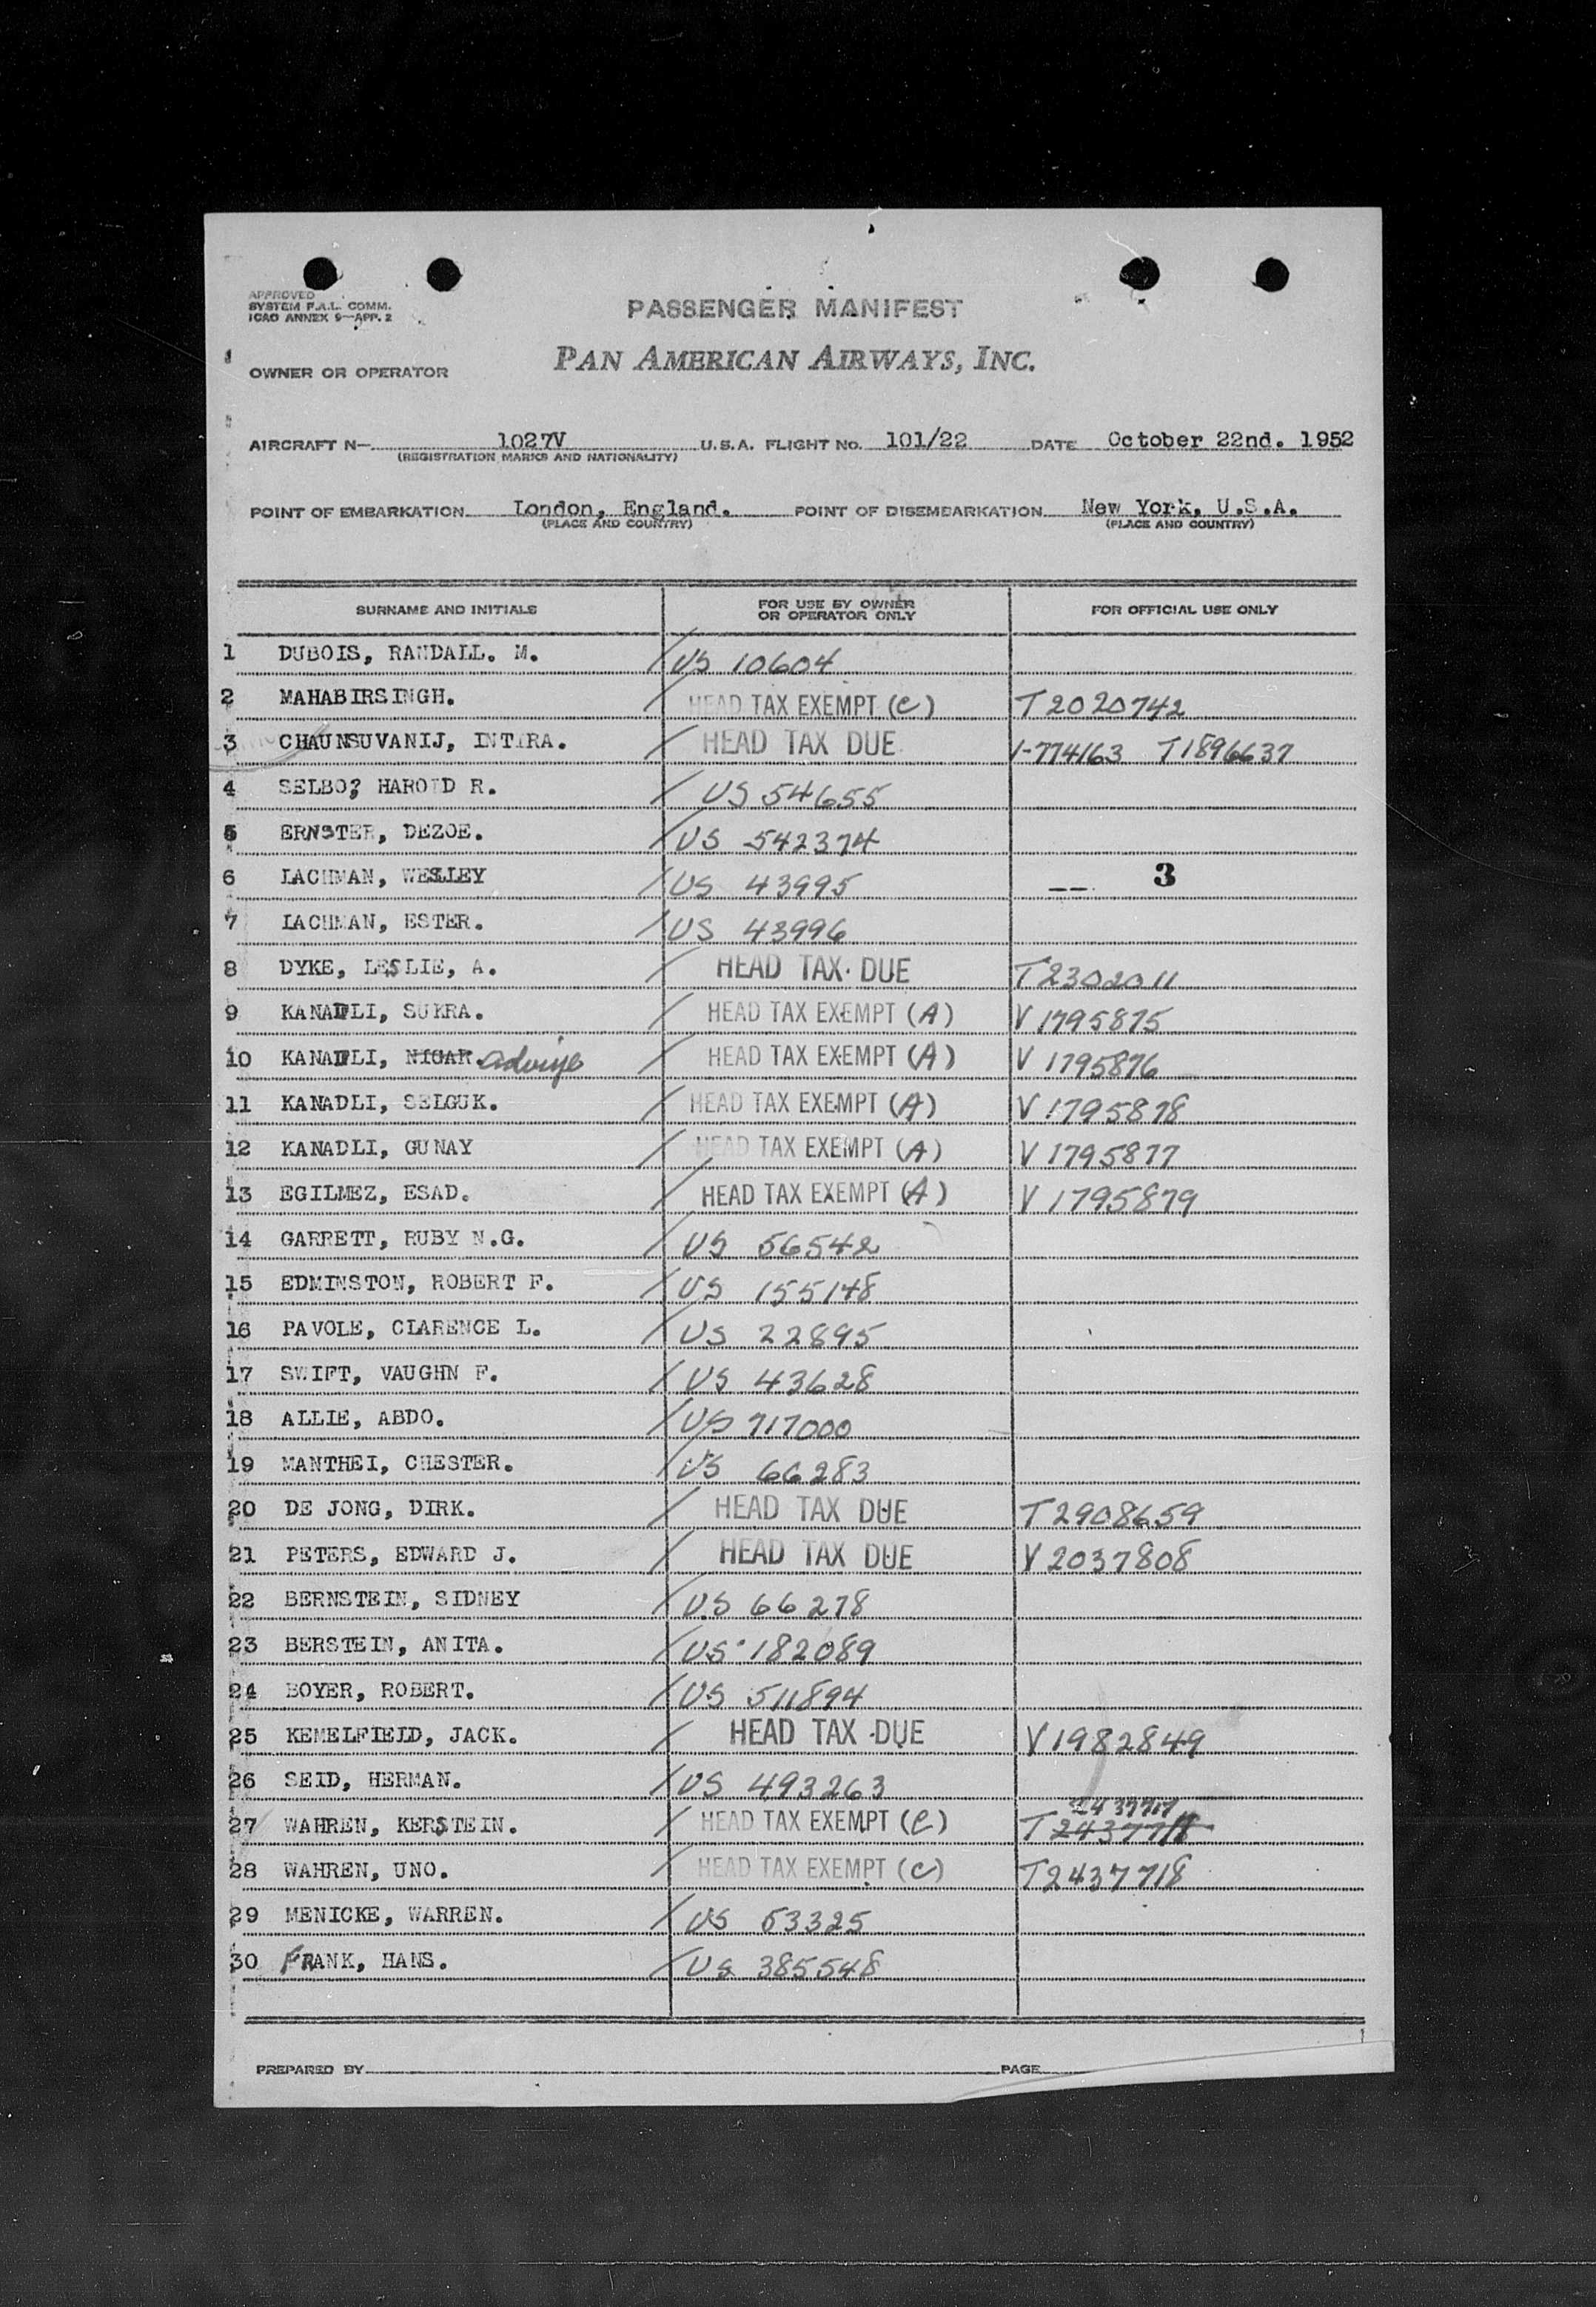 APPROVED
SYSTEM F.A.L. COMM.
ICAO ANNEX 9—APP. 2
PASSENGER MANIFEST
OWNER OR OPERATOR PAN AMERICAN AIRWAYS, INC.
AIRCRAFT N— 1027V U.S.A. FLIGHT NO. 101/22 DATE October 22nd. 1952
(REGISTRATION MARKS AND NATIONALITY)
POINT OF EMBARKATION London, England. POINT OF DISEMBARKATION New York, U.S.A.
(PLACE AND COUNTRY) (PLACE AND COUNTRY)
SURNAME AND INITIALS FOR USE BY OWNER OR OPERATOR ONLY FOR OFFICIAL USE ONLY
1 DUBOIS, RANDALL. M. / US 10604
2 MAHABIRSINGH. / HEAD TAX EXEMPT (C) T2020742
3 CHAUNSUVANIJ, INTIRA. / HEAD TAX DUE 1-774163 T1896637
4 SELBO? HAROLD R. / US 54655
5 ERNSTER, DEZOE. / US 542374
6 LACHMAN, WESLEY / US 43995 3
7 LACHMAN, ESTER. / US 43996
8 DYKE, LESLIE, A. / HEAD TAX DUE T2302011
9 KANADLI, SUKRA. / HEAD TAX EXEMPT (A) V 1795875
10 KANADLI, NIGAR. / HEAD TAX EXEMPT (A) V 1795876
11 KANADLI, SELGUK. / HEAD TAX EXEMPT (A) V 1795878
12 KANADLI, GUNAY / HEAD TAX EXEMPT (A) V 1795877
13 EGILMEZ, ESAD. / HEAD TAX EXEMPT (A) V 1795879
14 GARRETT, RUBY N.G. / US 56542
15 EDMINSTON, ROBERT F. / US 155148
16 PAVOLE, CLARENCE L. / US 22895
17 SWIFT, VAUGHN F. / US 43628
18 ALLIE, ABDO. / US 717000
19 MANTHEI, CHESTER. / US 66283
20 DE JONG, DIRK. / HEAD TAX DUE T2908659
21 PETERS, EDWARD J. / HEAD TAX DUE V2037808
22 BERNSTEIN, SIDNEY / US 66278
23 BERSTEIN, ANITA. / US 182089
24 BOYER, ROBERT. / US 511894
25 KEMELFIELD, JACK. / HEAD TAX DUE V1982849
26 SEID, HERMAN. / US 493263
2437717
27 WAHREN, KERSTEIN. / HEAD TAX EXEMPT (C) T2437718
28 WAHREN, UNO. / HEAD TAX EXEMPT (C) T2437718
29 MENICKE, WARREN. / US 53325
30 FRANK, HANS. / US 385548
PREPARED BY PAGE